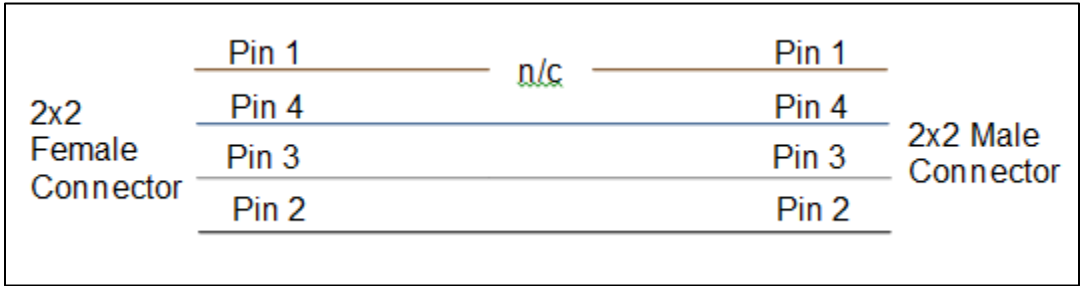 Pin 1
n/c
Pin 1
Pin 4
Pin 4
2x2
Female
Connector
2x2 Male
Connector
Pin 3
Pin 3
Pin 2
Pin 2